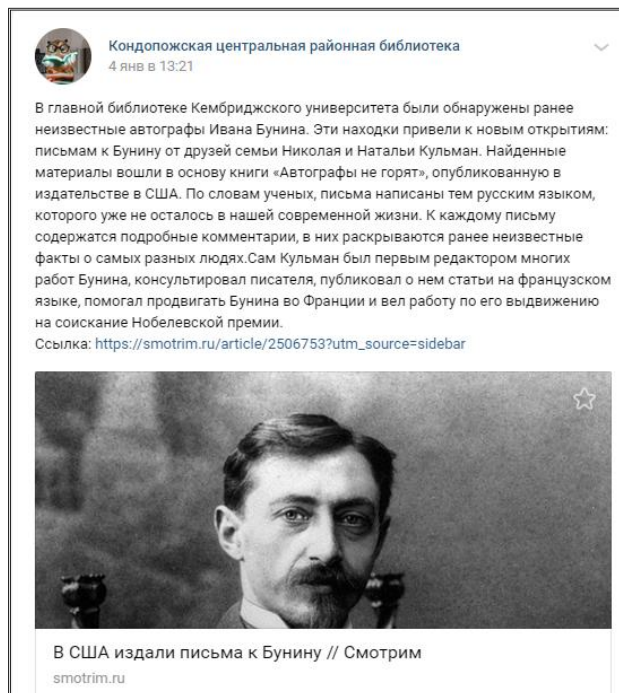 Кондопожская центральная районная библиотека
4 янв в 13:21
В главной библиотеке Кембриджского университета были обнаружены ранее
неизвестные автографы Ивана Бунина. Эти находки привели к новым открытиям:
письмам к Бунину от друзей семьи Николая и Натальи Кульман. Найденные
материалы вошли в основу книги «Автографы не горят», опубликованную в
издательстве в США. По словам ученых, письма написаны тем русским языком,
которого уже не осталось в нашей современной жизни. К каждому письму
содержатся подробные комментарии, в них раскрываются ранее неизвестные
факты о самых разных людях.Сам Кульман был первым редактором многих
работ Бунина, консультировал писателя, публиковал о нем статьи на французском
языке, помогал продвигать Бунина во Франции и вел работу по его выдвижению
на соискание Нобелевской премии.
Ссылка: https://smotrim.ru/article/2506753?utm_source=sidebar
В США издали письма к Бунину // Смотрим
smotrim.ru